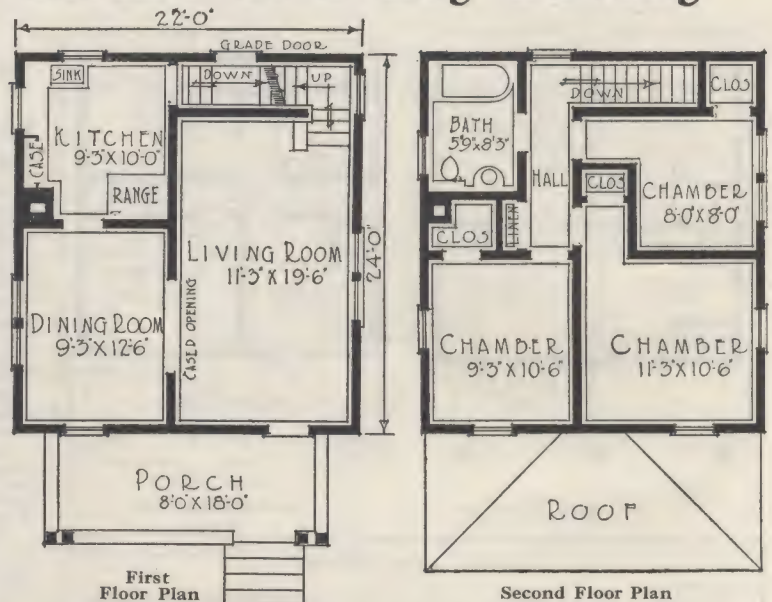 22'-0"
GRADE DOOR
SINK
DOWN
UP
KITCHEN
9'-3"X10'-0"
CASE
RANGE
LIVING ROOM
11'-3"X19'-6"
24'-0"
CASED OPENING
DINING ROOM
9'-3"X12'-6"
PORCH
8'-0"X18'-0"
First
Floor Plan
DOWN
CLOS
BATH
5'9"X8'3"
HALL
CLOS
CHAMBER
8'-0"X8'-0"
CLOS
LINEN
CHAMBER
9'-3"X10'-6"
CHAMBER
11'-3"X10'-6"
ROOF
Second Floor Plan